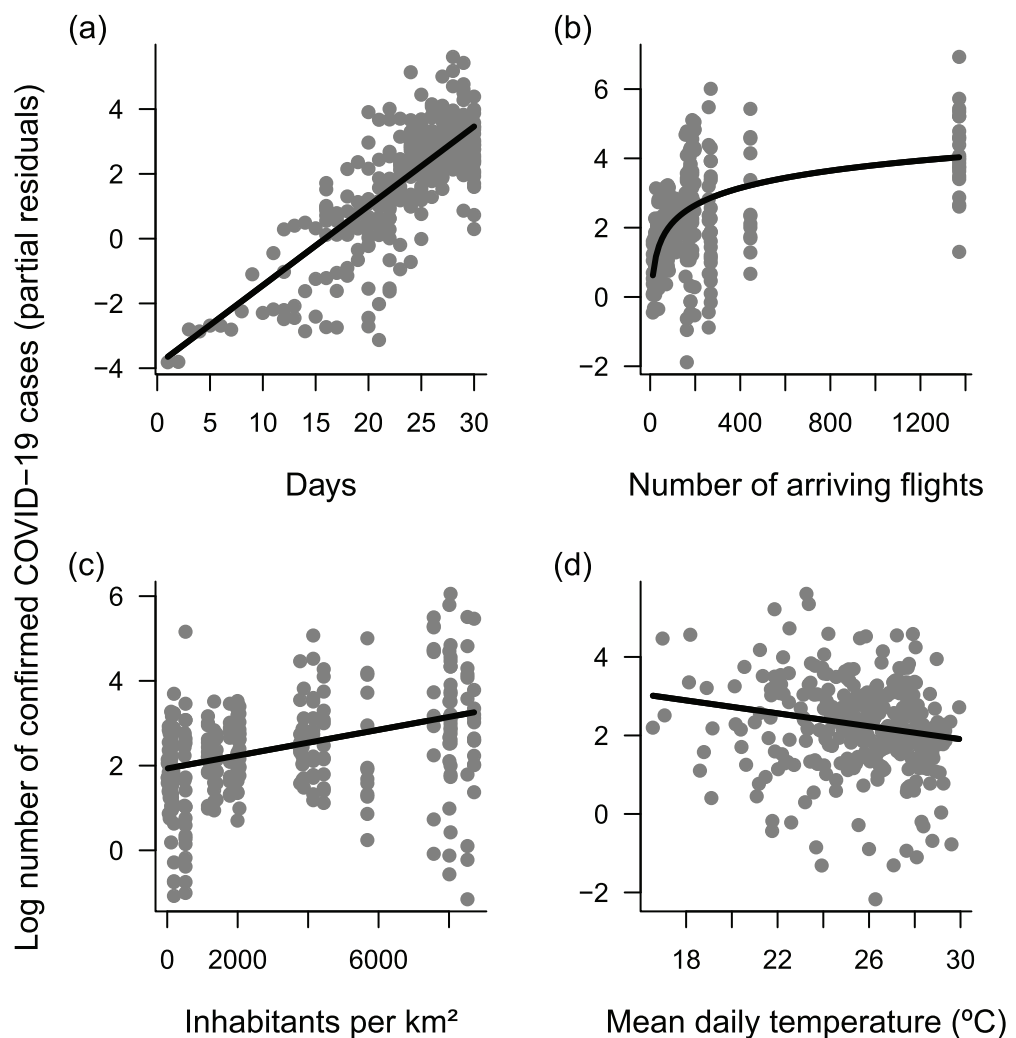 Log number of confirmed COVID−19 cases (partial residuals)
(a)
4
2
0
−2
−4
0 5 10 15 20 25 30
Days
(b)
6
4
2
0
−2
0 400 800 1200
Number of arriving flights
(c)
6
4
2
0
0 2000 6000
Inhabitants per km²
(d)
4
2
0
−2
18 22 26 30
Mean daily temperature (ºC)